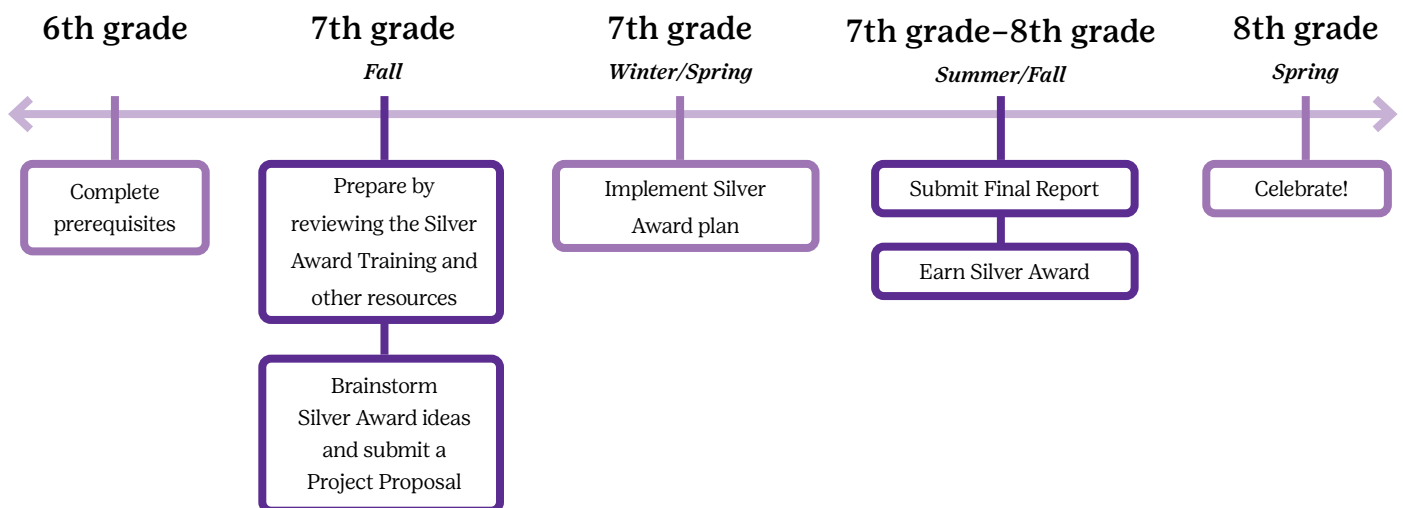 6th grade
Complete
prerequisites
7th grade
Fall
Prepare by
reviewing the Silver
Award Training and
other resources
Brainstorm
Silver Award ideas
and submit a
Project Proposal
7th grade
Winter/Spring
Implement Silver
Award plan
7th grade–8th grade
Summer/Fall
Submit Final Report
Earn Silver Award
8th grade
Spring
Celebrate!